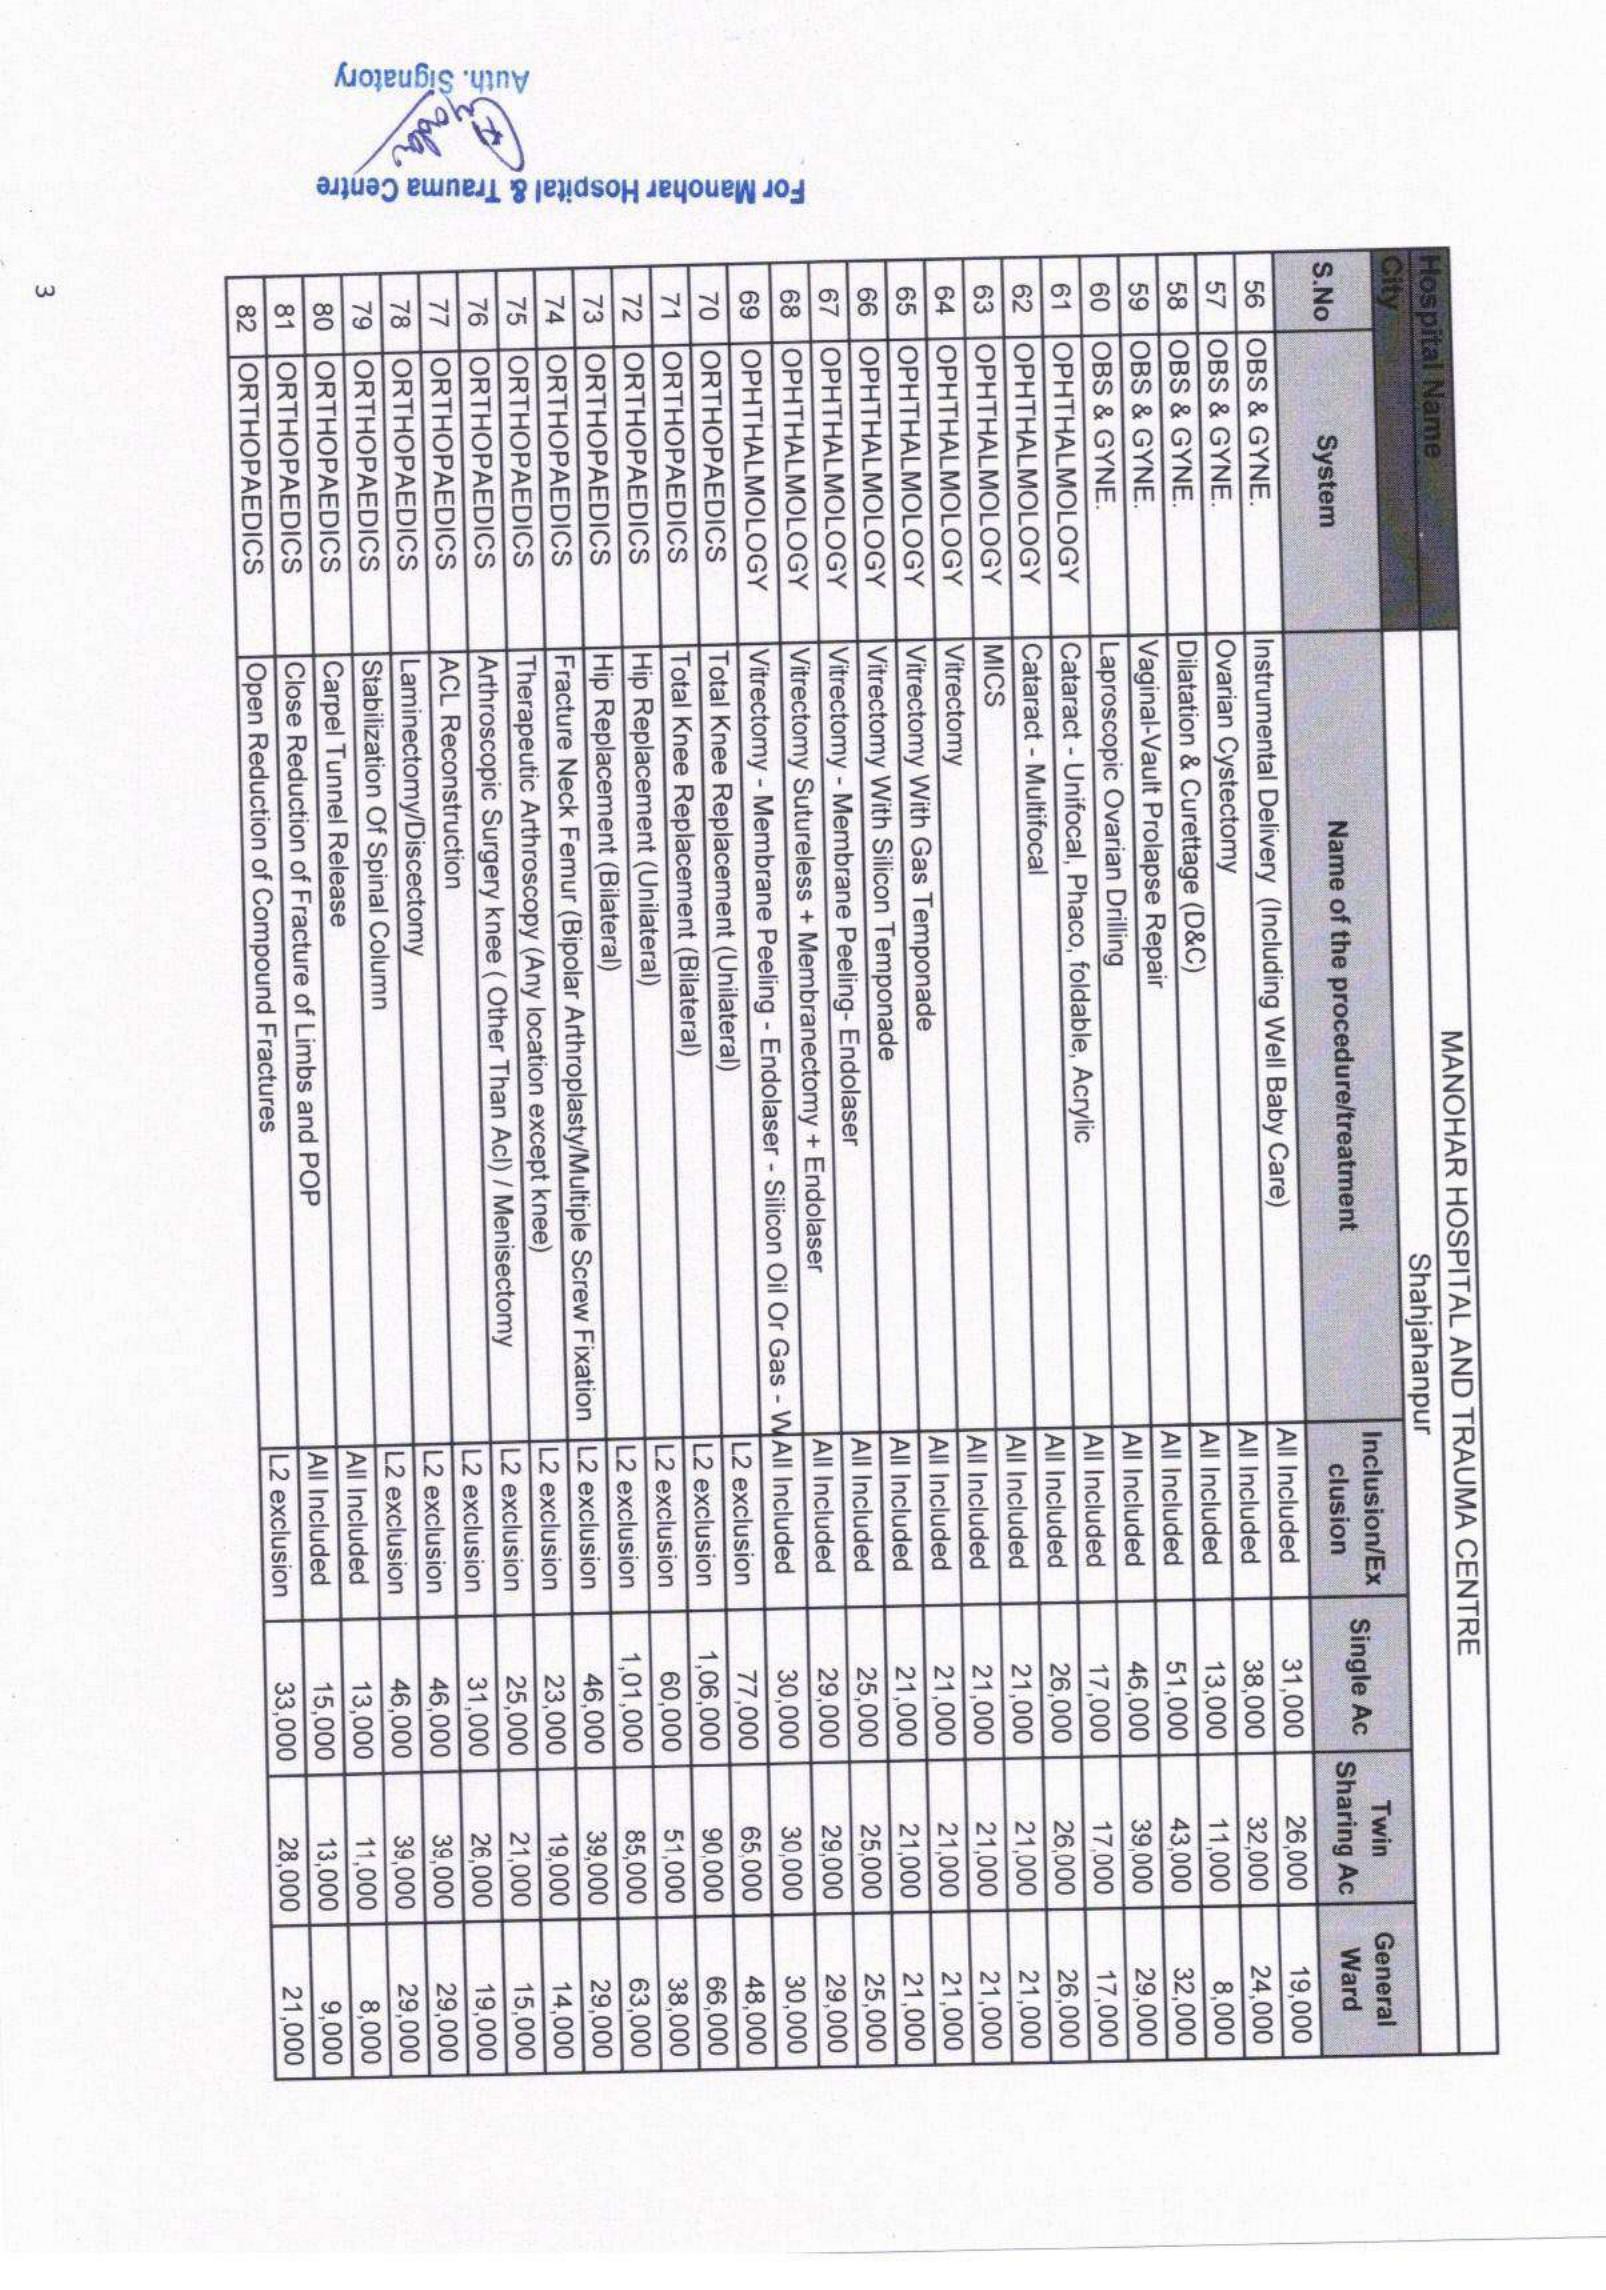 Hospital Name MANOHAR HOSPITAL AND TRAUMA CENTRE
City Shahjahanpur
S.No System Name of the procedure/treatment Inclusion/Ex clusion Single Ac Twin Sharing Ac General Ward
56 OBS & GYNE. Instrumental Delivery (Including Well Baby Care) All Included 31,000 26,000 19,000
57 OBS & GYNE. Ovarian Cystectomy All Included 38,000 32,000 24,000
58 OBS & GYNE. Dilatation & Curettage (D&C) All Included 13,000 11,000 8,000
59 OBS & GYNE. Vaginal-Vault Prolapse Repair All Included 51,000 43,000 32,000
60 OBS & GYNE. Laproscopic Ovarian Drilling All Included 46,000 39,000 29,000
61 OPHTHALMOLOGY Cataract - Unifocal, Phaco, foldable, Acrylic All Included 17,000 17,000 17,000
62 OPHTHALMOLOGY Cataract - Multifocal All Included 26,000 26,000 26,000
63 OPHTHALMOLOGY MICS All Included 21,000 21,000 21,000
64 OPHTHALMOLOGY Vitrectomy All Included 21,000 21,000 21,000
65 OPHTHALMOLOGY Vitrectomy With Gas Temponade All Included 21,000 21,000 21,000
66 OPHTHALMOLOGY Vitrectomy With Silicon Temponade All Included 21,000 21,000 21,000
67 OPHTHALMOLOGY Vitrectomy - Membrane Peeling- Endolaser All Included 25,000 25,000 25,000
68 OPHTHALMOLOGY Vitrectomy Sutureless + Membranectomy + Endolaser All Included 29,000 29,000 29,000
69 OPHTHALMOLOGY Vitrectomy - Membrane Peeling - Endolaser - Silicon Oil Or Gas - W All Included 30,000 30,000 30,000
70 ORTHOPAEDICS Total Knee Replacement (Unilateral) L2 exclusion 77,000 65,000 48,000
71 ORTHOPAEDICS Total Knee Replacement (Bilateral) L2 exclusion 1,06,000 90,000 66,000
72 ORTHOPAEDICS Hip Replacement (Unilateral) L2 exclusion 60,000 51,000 38,000
73 ORTHOPAEDICS Hip Replacement (Bilateral) L2 exclusion 1,01,000 85,000 63,000
74 ORTHOPAEDICS Fracture Neck Femur (Bipolar Arthroplasty/Multiple Screw Fixation L2 exclusion 46,000 39,000 29,000
75 ORTHOPAEDICS Therapeutic Arthroscopy (Any location except knee) L2 exclusion 23,000 19,000 14,000
76 ORTHOPAEDICS Arthroscopic Surgery knee ( Other Than Acl) / Menisectomy L2 exclusion 25,000 21,000 15,000
77 ORTHOPAEDICS ACL Reconstruction L2 exclusion 31,000 26,000 19,000
78 ORTHOPAEDICS Laminectomy/Discectomy L2 exclusion 46,000 39,000 29,000
79 ORTHOPAEDICS Stabilization Of Spinal Column L2 exclusion 46,000 39,000 29,000
80 ORTHOPAEDICS Carpel Tunnel Release All Included 13,000 11,000 8,000
81 ORTHOPAEDICS Close Reduction of Fracture of Limbs and POP All Included 15,000 13,000 9,000
82 ORTHOPAEDICS Open Reduction of Compound Fractures L2 exclusion 33,000 28,000 21,000
For Manohar Hospital & Trauma Centre
Auth. Signatory
3